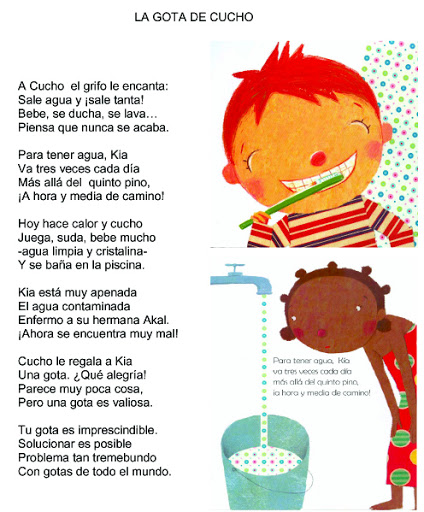 LA GOTA DE CUCHO
A Cucho el grifo le encanta:
Sale agua y ¡sale tanta!
Bebe, se ducha, se lava…
Piensa que nunca se acaba.
Para tener agua, Kia
Va tres veces cada día
Más allá del quinto pino,
¡A hora y media de camino!
Hoy hace calor y cucho
Juega, suda, bebe mucho
-agua limpia y cristalina-
Y se baña en la piscina.
Kia está muy apenada
El agua contaminada
Enfermo a su hermana Akal.
¡Ahora se encuentra muy mal!
Cucho le regala a Kia
Una gota. ¿Qué alegría!
Parece muy poca cosa,
Pero una gota es valiosa.
Tu gota es imprescindible.
Solucionar es posible
Problema tan tremebundo
Con gotas de todo el mundo.
Para tener agua, Kia
va tres veces cada día
más allá del quinto pino,
¡a hora y media de camino!